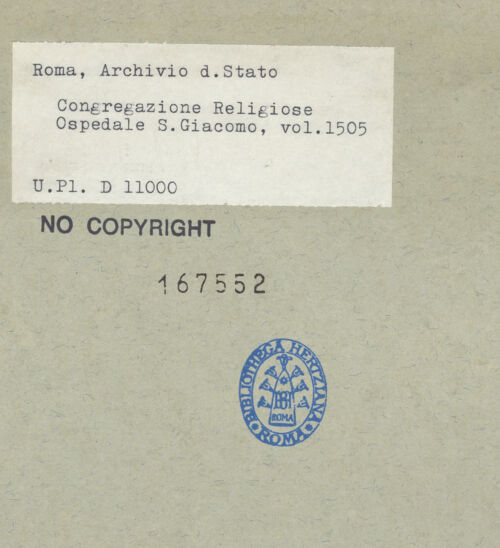 Roma, Archivio d.Stato
Congregazione Religiose
Ospedale S.Giacomo, vol.1505
U.Pl. D 11000
NO COPYRIGHT
167552
BIBLIOTHECA HERTZIANA
ROMA
ROMA